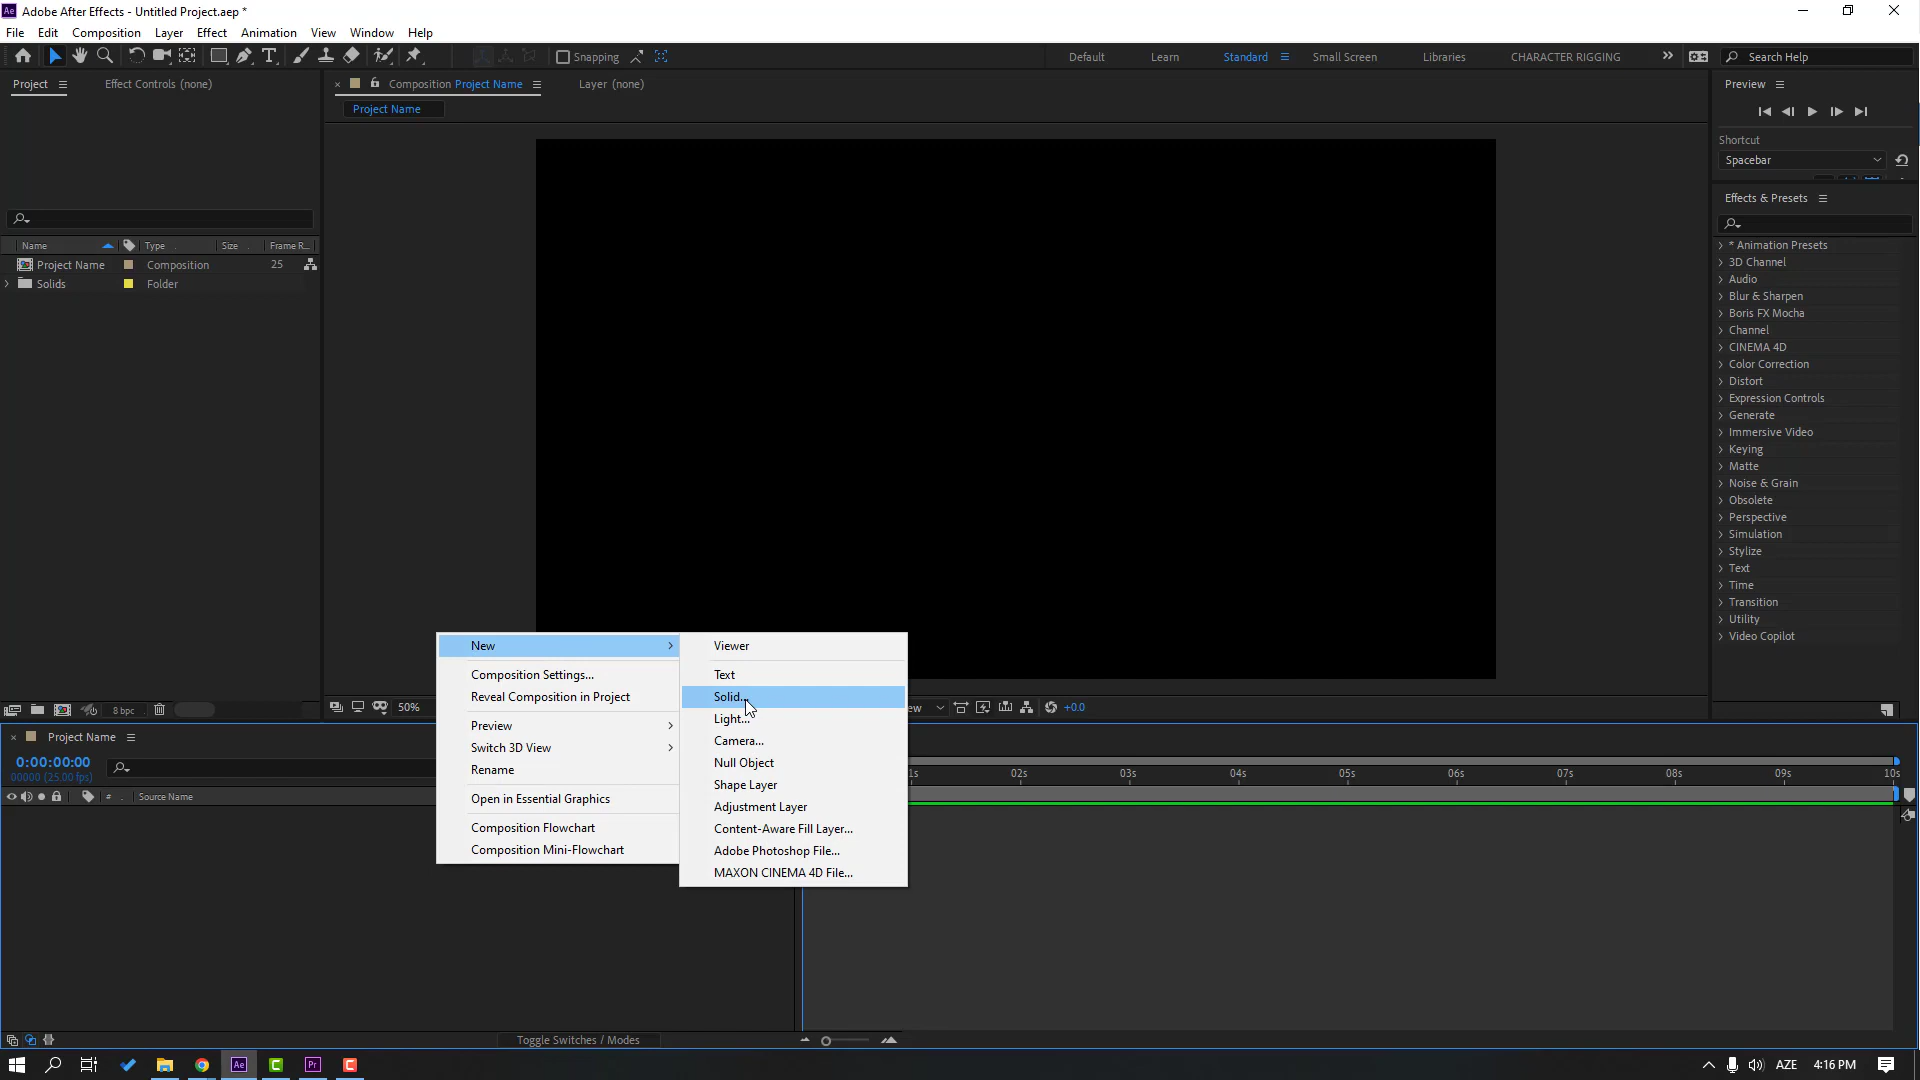 Ae Adobe After Effects - Untitled Project.aep *
File Edit Composition Layer Effect Animation View Window Help
Snapping Default Learn Standard Small Screen Libraries CHARACTER RIGGING Search Help
Project Effect Controls (none) Composition Project Name Layer (none) Preview
Project Name
Shortcut
Spacebar
Effects & Presets
Name Type Size Frame R...
Project Name Composition 25
Solids Folder
* Animation Presets
3D Channel
Audio
Blur & Sharpen
Boris FX Mocha
Channel
CINEMA 4D
Color Correction
Distort
Expression Controls
Generate
Immersive Video
Keying
Matte
Noise & Grain
Obsolete
Perspective
Simulation
Stylize
Text
Time
Transition
Utility
Video Copilot
New
Composition Settings...
Reveal Composition in Project
Preview
Switch 3D View
Rename
Open in Essential Graphics
Composition Flowchart
Composition Mini-Flowchart
Viewer
Text
Solid...
Light...
Camera...
Null Object
Shape Layer
Adjustment Layer
Content-Aware Fill Layer...
Adobe Photoshop File...
MAXON CINEMA 4D File...
8 bpc 50% ew +0.0
Project Name
0:00:00:00
00000 (25.00 fps)
1s 02s 03s 04s 05s 06s 07s 08s 09s 10s
# Source Name
Toggle Switches / Modes
Ae Pr AZE 4:16 PM